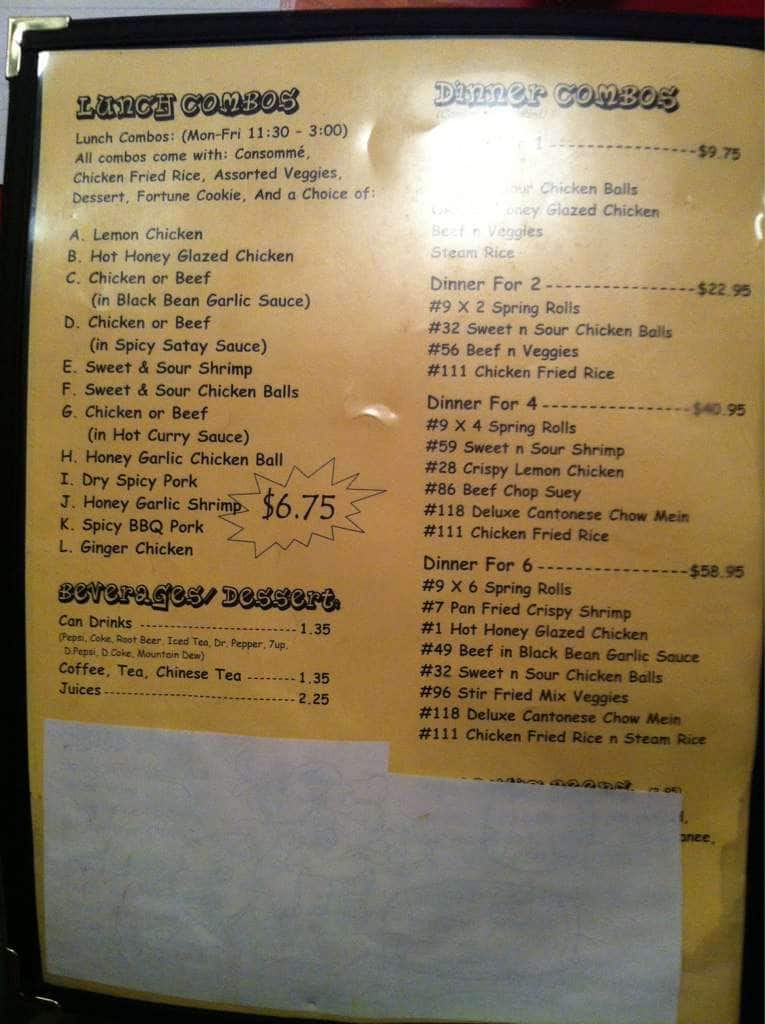 Lunch Combos
Lunch Combos: (Mon-Fri 11:30 - 3:00)
All combos come with: Consommé,
Chicken Fried Rice, Assorted Veggies,
Dessert, Fortune Cookie, And a Choice of:
A. Lemon Chicken
B. Hot Honey Glazed Chicken
C. Chicken or Beef
(in Black Bean Garlic Sauce)
D. Chicken or Beef
(in Spicy Satay Sauce)
E. Sweet & Sour Shrimp
F. Sweet & Sour Chicken Balls
G. Chicken or Beef
(in Hot Curry Sauce)
H. Honey Garlic Chicken Ball
I. Dry Spicy Pork
J. Honey Garlic Shrimp
K. Spicy BBQ Pork
L. Ginger Chicken
$6.75
Beverages/ Dessert
Can Drinks ---------------------- 1.35
(Pepsi, Coke, Root Beer, Iced Tea, Dr. Pepper, 7up,
D.Pepsi, D.Coke, Mountain Dew)
Coffee, Tea, Chinese Tea -------- 1.35
Juices ---------------------------- 2.25
Dinner Combos
1 --------------------- $9.75
Chicken Balls
Glazed Chicken
Beef n Veggies
Steam Rice
Dinner For 2 --------------------- $22.95
#9 X 2 Spring Rolls
#32 Sweet n Sour Chicken Balls
#56 Beef n Veggies
#111 Chicken Fried Rice
Dinner For 4 --------------------- $40.95
#9 X 4 Spring Rolls
#59 Sweet n Sour Shrimp
#28 Crispy Lemon Chicken
#86 Beef Chop Suey
#118 Deluxe Cantonese Chow Mein
#111 Chicken Fried Rice
Dinner For 6 --------------------- $58.95
#9 X 6 Spring Rolls
#7 Pan Fried Crispy Shrimp
#1 Hot Honey Glazed Chicken
#49 Beef in Black Bean Garlic Sauce
#32 Sweet n Sour Chicken Balls
#96 Stir Fried Mix Veggies
#118 Deluxe Cantonese Chow Mein
#111 Chicken Fried Rice n Steam Rice